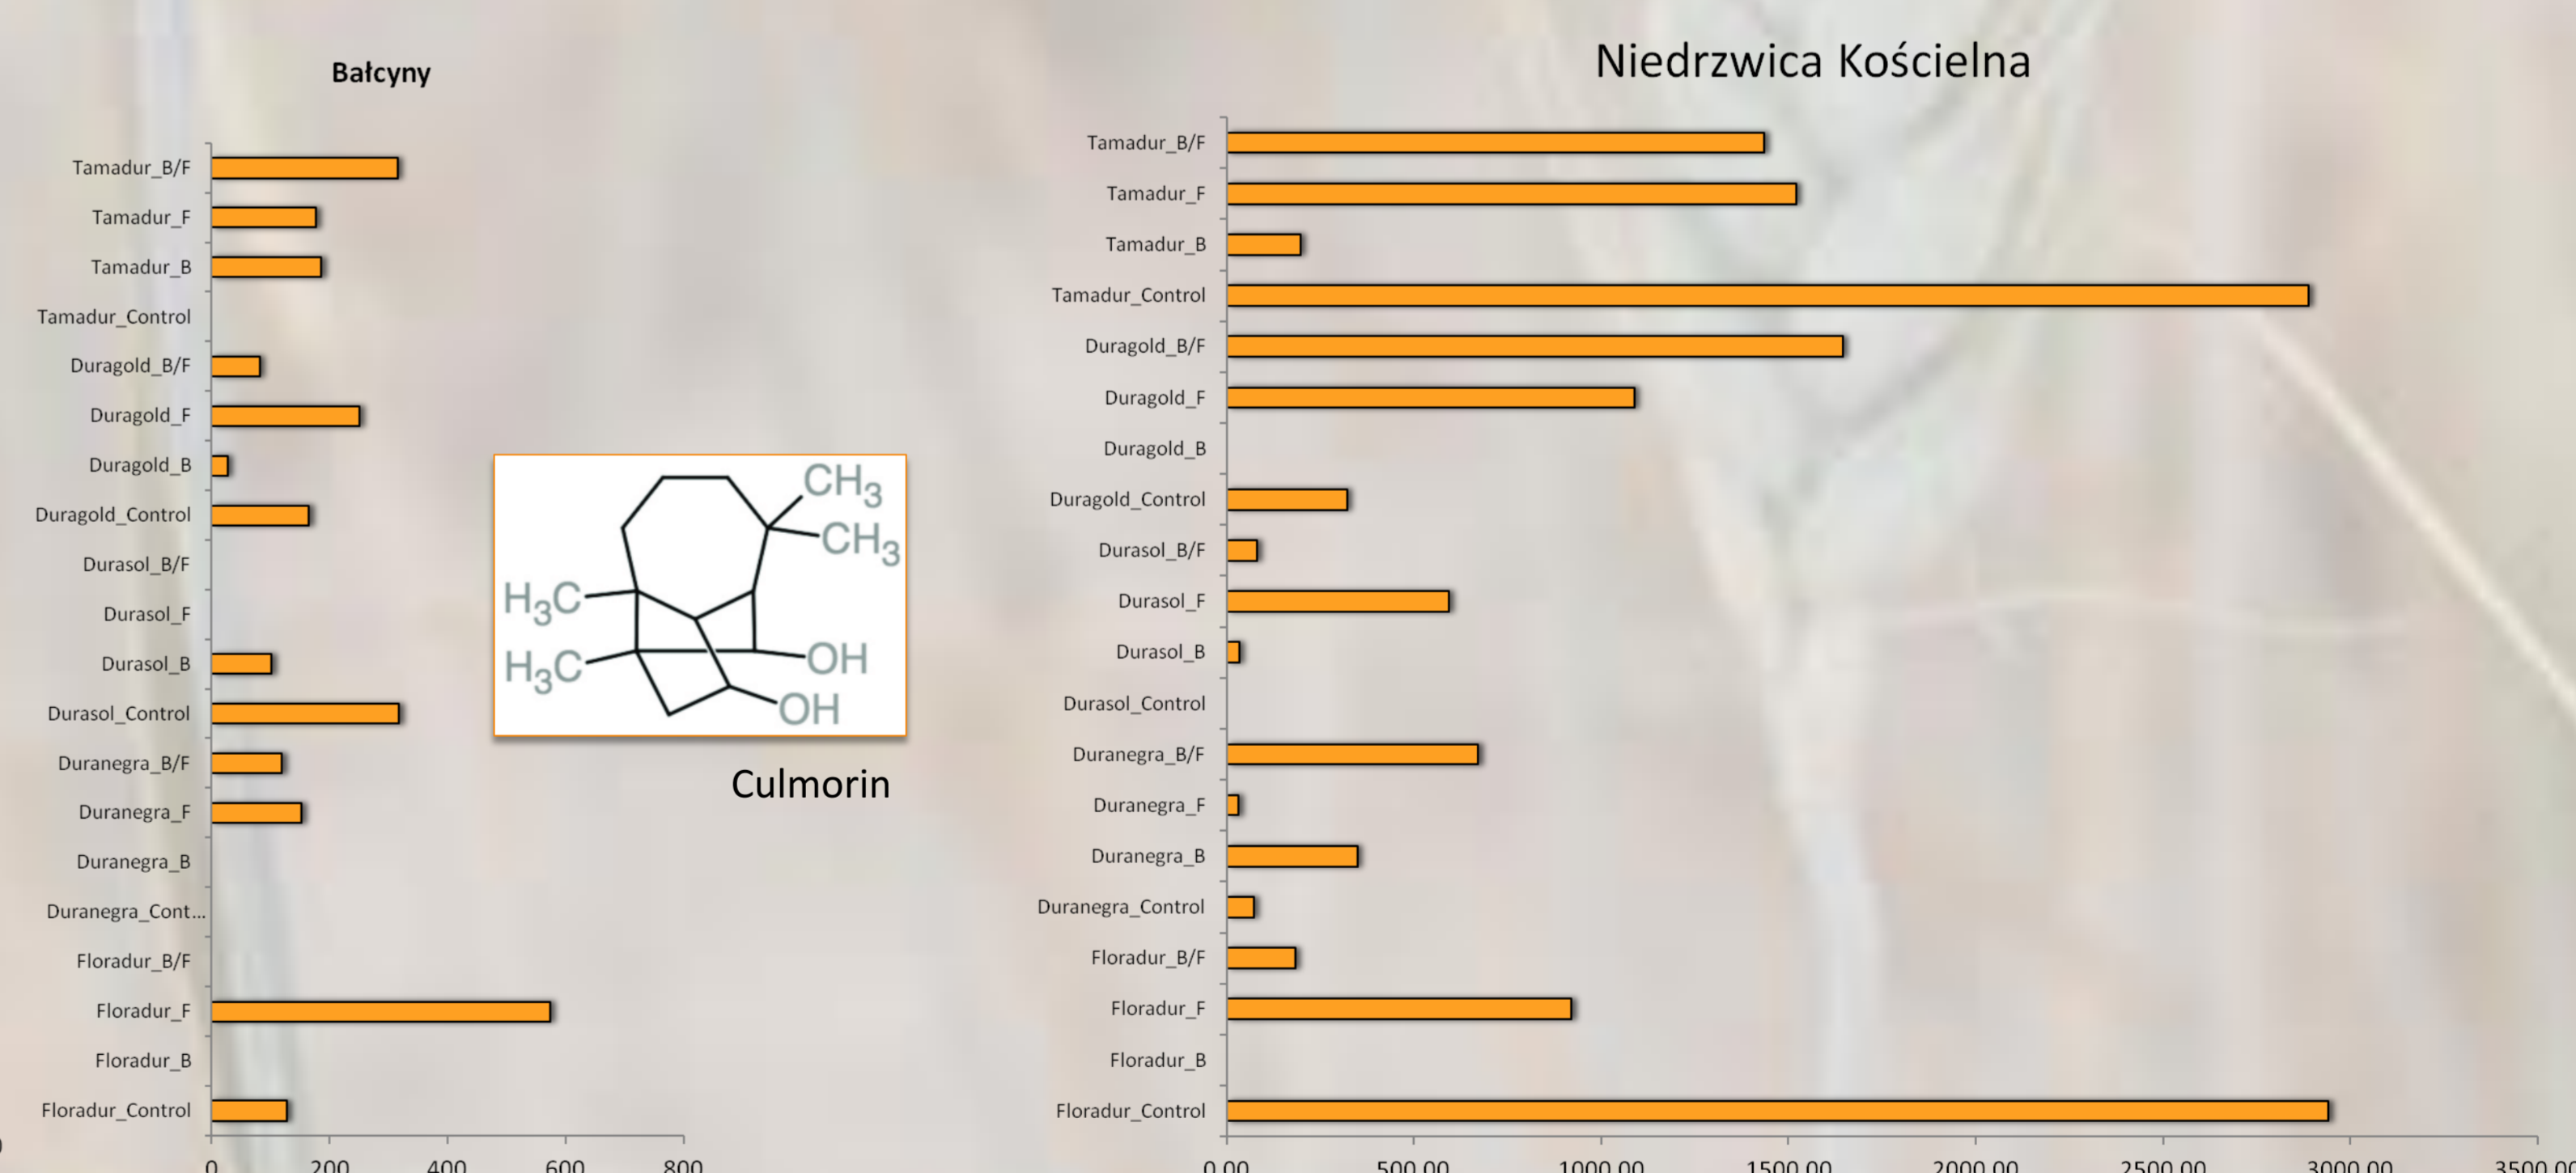 Bałcyny
Tamadur_B/F
Tamadur_F
Tamadur_B
Tamadur_Control
Duragold_B/F
Duragold_F
Duragold_B
Duragold_Control
Durasol_B/F
Durasol_F
Durasol_B
Durasol_Control
Duranegra_B/F
Duranegra_F
Duranegra_B
Duranegra_Cont...
Floradur_B/F
Floradur_F
Floradur_B
Floradur_Control
0 200 400 600 800
CH3
CH3
H3C
H3C
OH
OH
Culmorin
Niedrzwica Kościelna
Tamadur_B/F
Tamadur_F
Tamadur_B
Tamadur_Control
Duragold_B/F
Duragold_F
Duragold_B
Duragold_Control
Durasol_B/F
Durasol_F
Durasol_B
Durasol_Control
Duranegra_B/F
Duranegra_F
Duranegra_B
Duranegra_Control
Floradur_B/F
Floradur_F
Floradur_B
Floradur_Control
0.00 500.00 1000.00 1500.00 2000.00 2500.00 3000.00